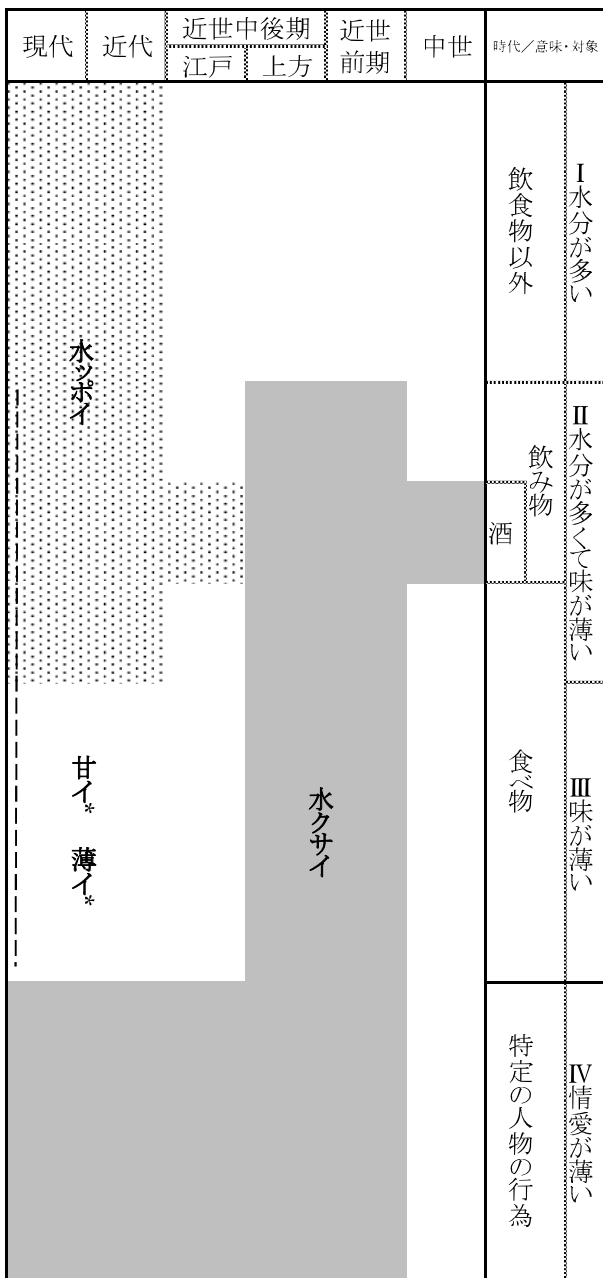 時代／意味・対象
中世
近世
前期
近世中後期
上方
江戸
近代
現代
Ⅰ水分が多い
飲食物以外
Ⅱ水分が多くて味が薄い
飲み物
酒
Ⅲ味が薄い
食べ物
Ⅳ情愛が薄い
特定の人物の行為
水クサイ
水ッポイ
甘イ* 薄イ*